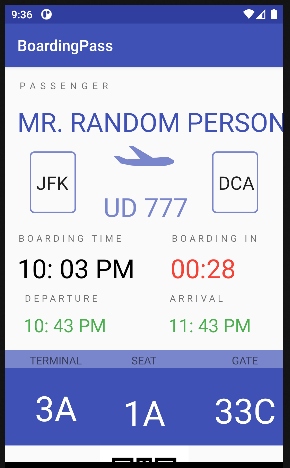 9:36
BoardingPass
PASSENGER
MR. RANDOM PERSON
JFK
DCA
UD 777
BOARDING TIME BOARDING IN
10: 03 PM 00:28
DEPARTURE ARRIVAL
10: 43 PM 11: 43 PM
TERMINAL SEAT GATE
3A 1A 33C